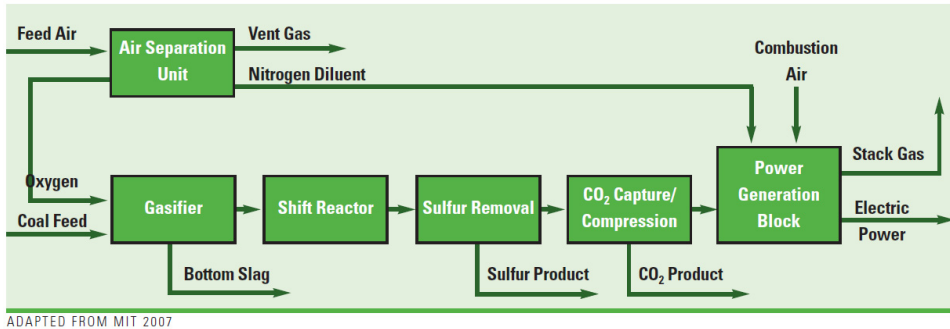 Feed Air
Air Separation
Unit
Vent Gas
Nitrogen Diluent
Combustion
Air
Oxygen
Coal Feed
Gasifier
Shift Reactor
Sulfur Removal
CO₂ Capture/
Compression
Power
Generation
Block
Stack Gas
Electric
Power
Bottom Slag
Sulfur Product
CO₂ Product
ADAPTED FROM MIT 2007